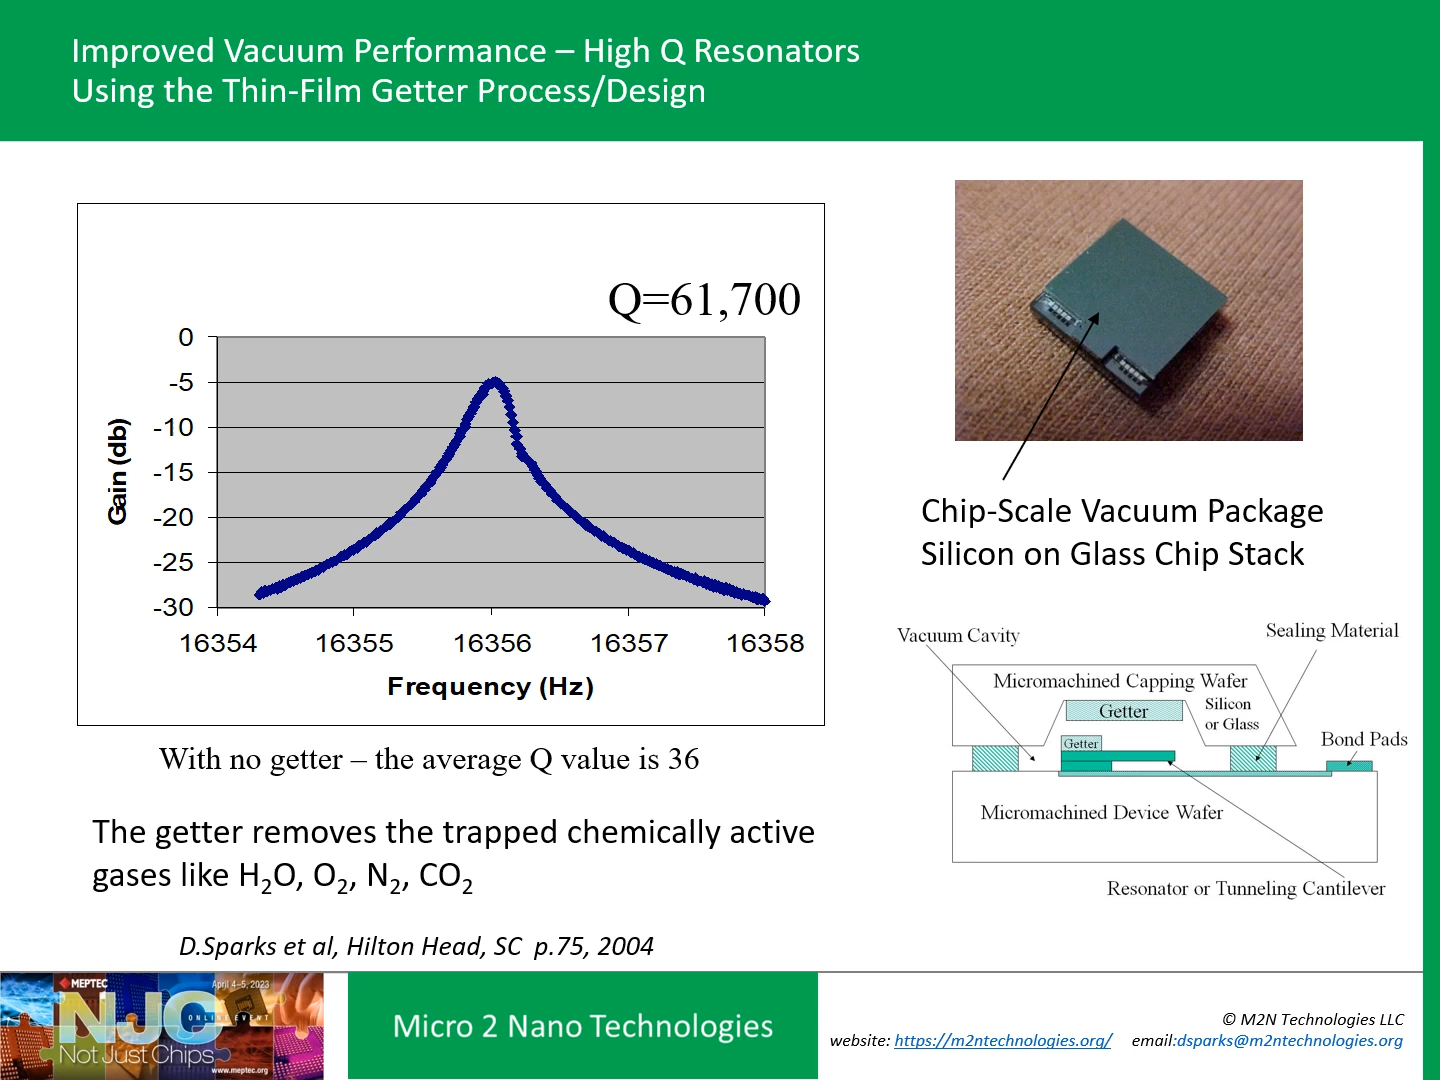 Improved Vacuum Performance – High Q Resonators
Using the Thin-Film Getter Process/Design
Q=61,700
0
-5
-10
-15
-20
-25
-30
Gain (db)
16354 16355 16356 16357 16358
Frequency (Hz)
With no getter – the average Q value is 36
The getter removes the trapped chemically active
gases like H₂O, O₂, N₂, CO₂
D.Sparks et al, Hilton Head, SC p.75, 2004
Chip-Scale Vacuum Package
Silicon on Glass Chip Stack
Vacuum Cavity
Sealing Material
Micromachined Capping Wafer
Silicon
or Glass
Getter
Getter
Bond Pads
Micromachined Device Wafer
Resonator or Tunneling Cantilever
MEPTEC
April 4–5, 2023
NJC
ONLINE EVENT
Not Just Chips
www.meptec.org
Micro 2 Nano Technologies
© M2N Technologies LLC
website: https://m2ntechnologies.org/ email:dsparks@m2ntechnologies.org